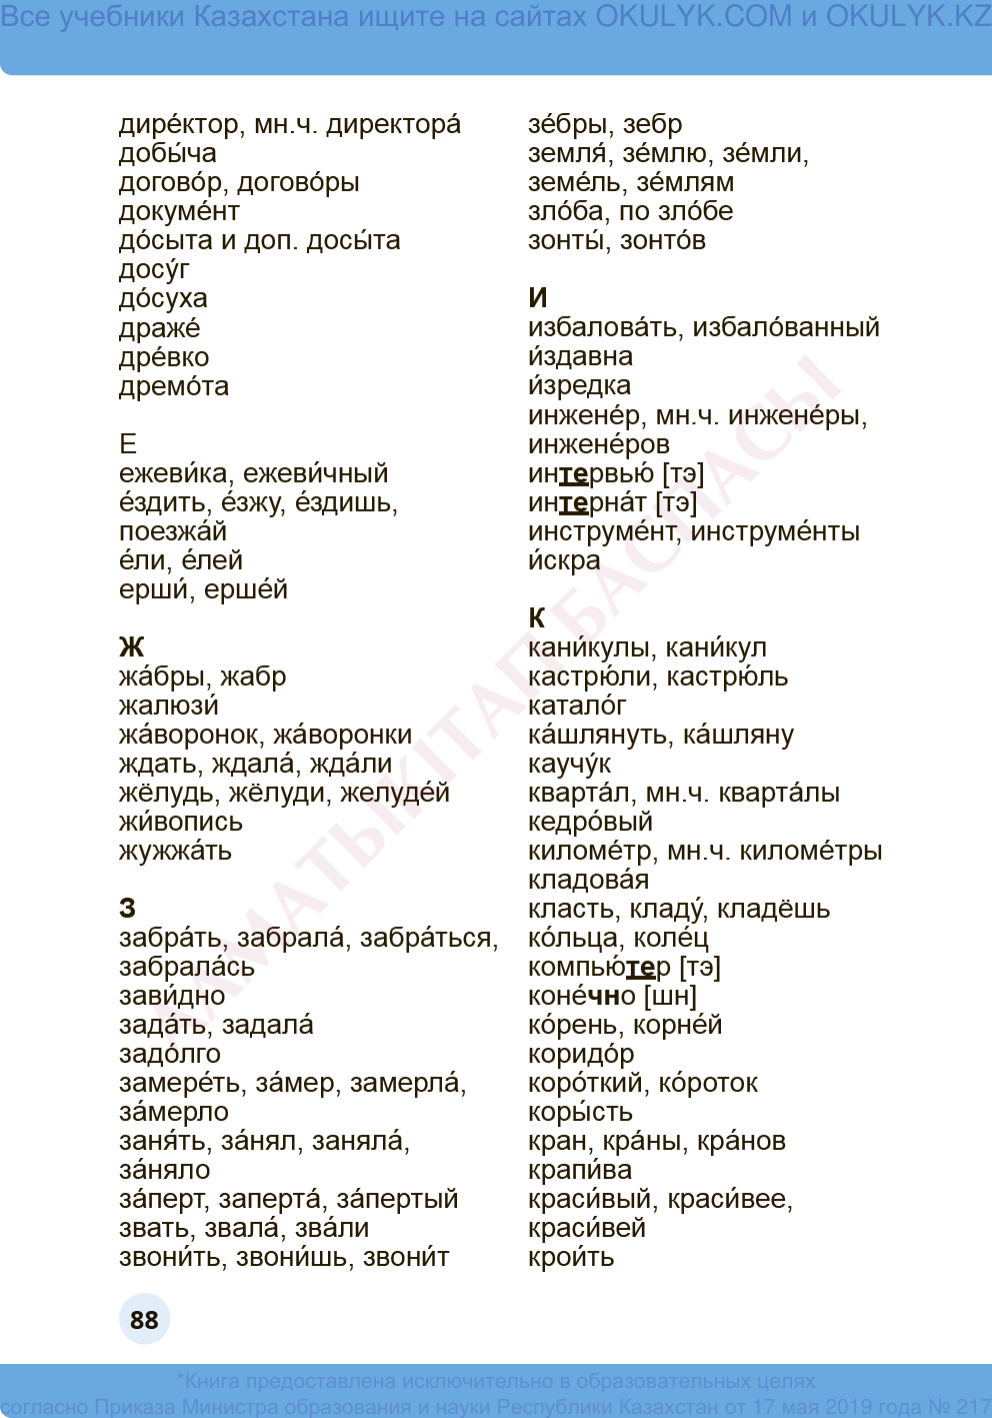 Все учебники Казахстана ищите на сайтах OKULYK.COM и OKULYK.KZ
дире́ктор, мн.ч. директора́
добы́ча
догово́р, догово́ры
докуме́нт
до́сыта и доп. досы́та
досу́г
до́суха
драже́
дре́вко
дремо́та
Е
ежеви́ка, ежеви́чный
е́здить, е́зжу, е́здишь,
поезжа́й
е́ли, е́лей
ерши́, ерше́й
Ж
жа́бры, жабр
жалюзи́
жа́воронок, жа́воронки
ждать, ждала́, жда́ли
жёлудь, жёлуди, желуде́й
жи́вопись
жужжа́ть
З
забра́ть, забрала́, забра́ться,
забрала́сь
зави́дно
зада́ть, задала́
задо́лго
замере́ть, за́мер, замерла́,
за́мерло
заня́ть, за́нял, заняла́,
за́няло
за́перт, заперта́, за́пертый
звать, звала́, зва́ли
звони́ть, звони́шь, звони́т
зе́бры, зебр
земля́, зе́млю, зе́мли,
земе́ль, зе́млям
зло́ба, по зло́бе
зонты́, зонто́в
И
избалова́ть, избало́ванный
и́здавна
и́зредка
инжене́р, мн.ч. инжене́ры,
инжене́ров
интервью́ [тэ]
интерна́т [тэ]
инструме́нт, инструме́нты
и́скра
К
кани́кулы, кани́кул
кастрю́ли, кастрю́ль
катало́г
ка́шлянуть, ка́шляну
каучу́к
кварта́л, мн.ч. кварта́лы
кедро́вый
киломе́тр, мн.ч. киломе́тры
кладова́я
класть, кладу́, кладёшь
ко́льца, коле́ц
компью́тер [тэ]
коне́чно [шн]
ко́рень, корне́й
коридо́р
коро́ткий, ко́роток
коры́сть
кран, кра́ны, кра́нов
крапи́ва
краси́вый, краси́вее,
краси́вей
крои́ть
АЛМАТЫКІТАП БАСПАСЫ
88
*Книга предоставлена исключительно в образовательных целях
согласно Приказа Министра образования и науки Республики Казахстан от 17 мая 2019 года № 217